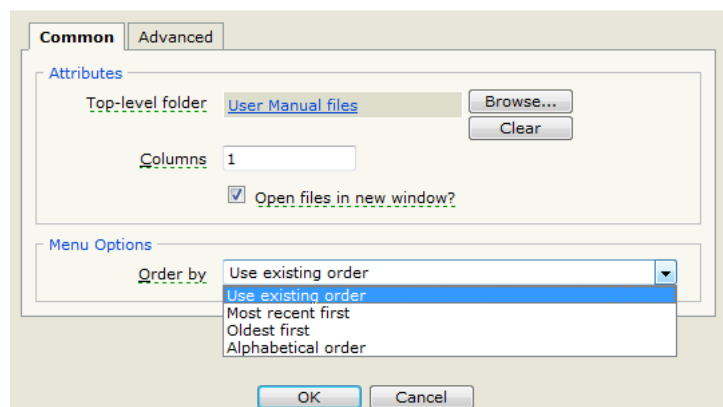 Common Advanced
Attributes
Top-level folder User Manual files Browse...
Clear
Columns 1
Open files in new window?
Menu Options
Order by Use existing order
Use existing order
Most recent first
Oldest first
Alphabetical order
OK Cancel